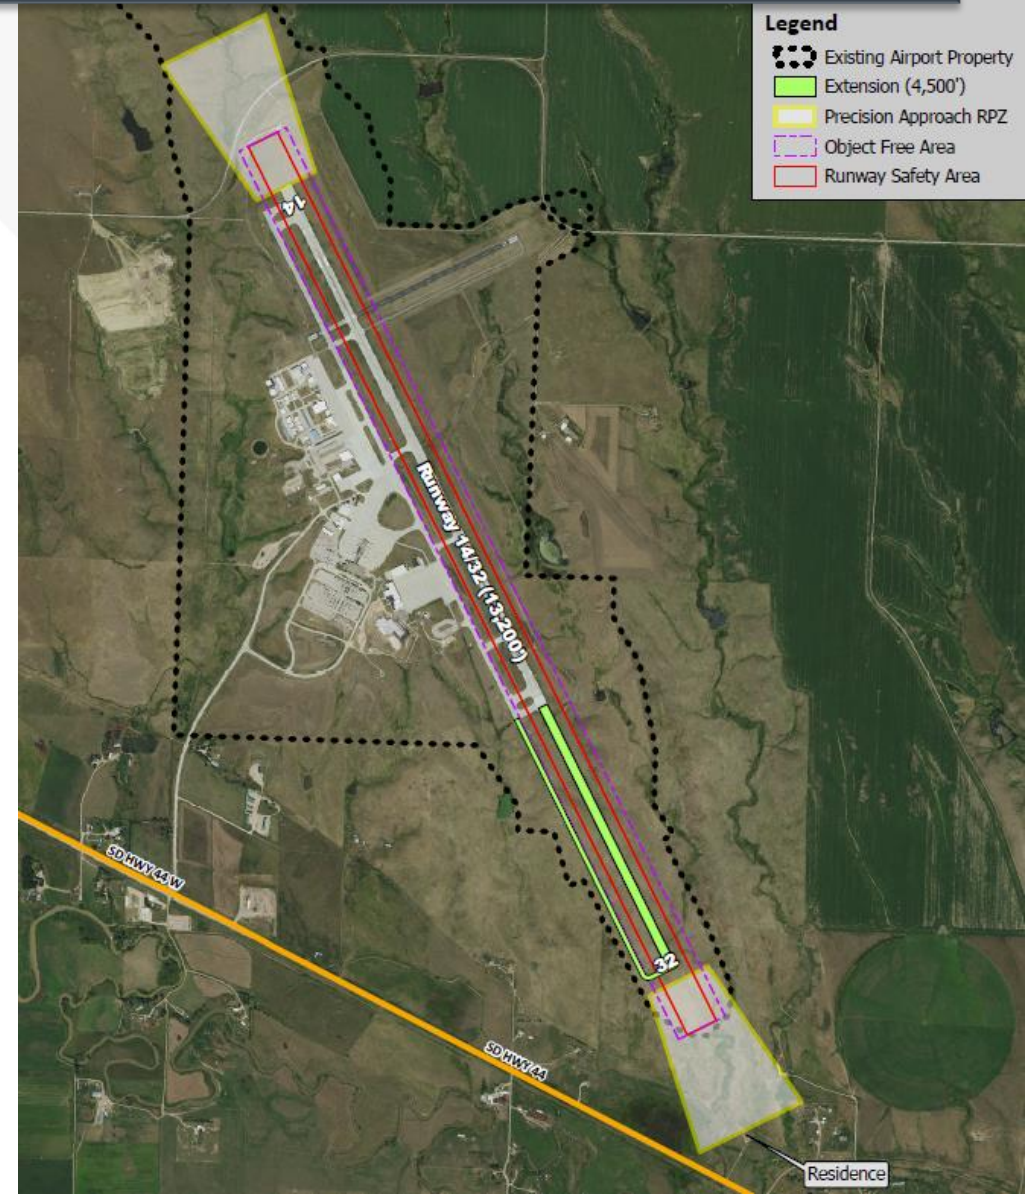 Legend
Existing Airport Property
Extension (4,500')
Precision Approach RPZ
Object Free Area
Runway Safety Area
14
Runway 14/32 (13,200')
32
SD HWY 44 W
SD HWY 44
Residence